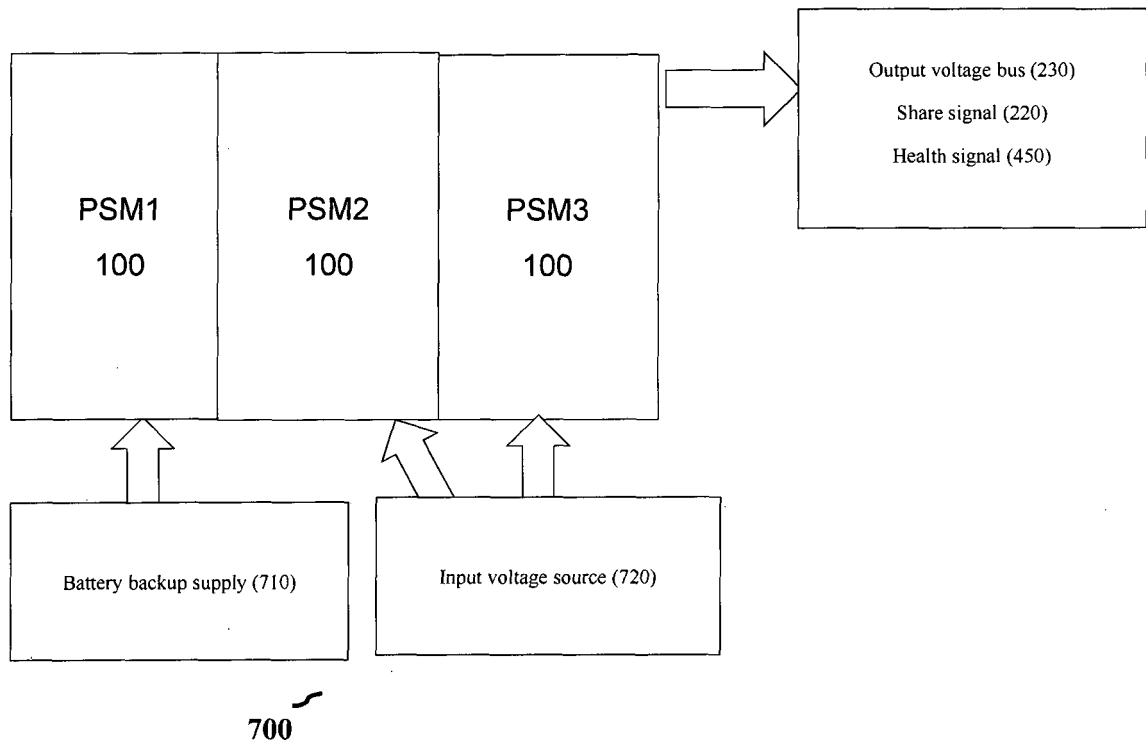 Output voltage bus (230)
Share signal (220)
Health signal (450)
PSM1
100
PSM2
100
PSM3
100
Battery backup supply (710)
Input voltage source (720)
700